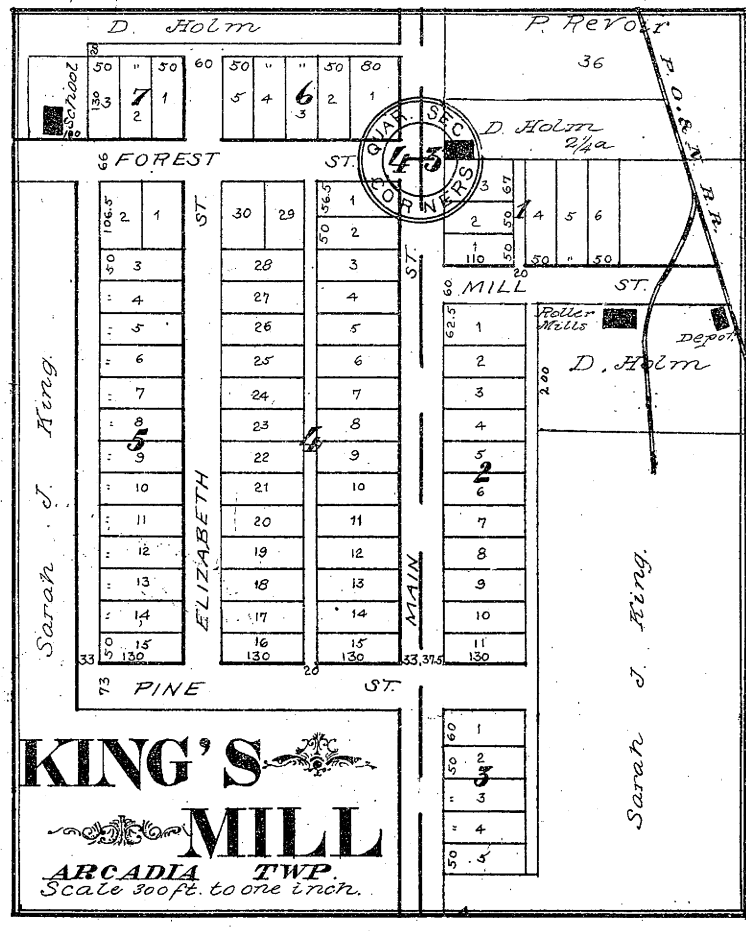 D. Holm
P. Revoir
36
P. O. & N. R.R.
School
130
28
50 " 50
3 7 1
2
60
50 " " 50 80
5 4 6 2 1
3
QUAR. SEC
4 3
CORNERS
D. Holm
2¼ a
66 FOREST ST.
3 67
2 50
1
110 50
1
4 5 6
50 " 50
20
60 MILL ST.
106.5
2 1
50 3
" 4
" 5
" 6
" 7
" 8
5
" 9
" 10
" 11
" 12
" 13
" 14
50 15
130
33
ELIZABETH ST.
30 29
28
27
26
25
24
23
22
21
20
19
18
17
16
130
4
20
56.5 1
50 2
3
4
5
6
7
8
9
10
11
12
13
14
15
130
MAIN ST.
33, 37.5
62.5 1
2
3
4
5
2
6
7
8
9
10
11
130
Roller
Mills
Depot.
D. Holm
200
Sarah J. King.
Sarah J. King.
73 PINE ST.
60 1
50 2
3
" 3
" 4
50 5
KING'S
MILL
ARCADIA TWP.
Scale 300 ft. to one inch.